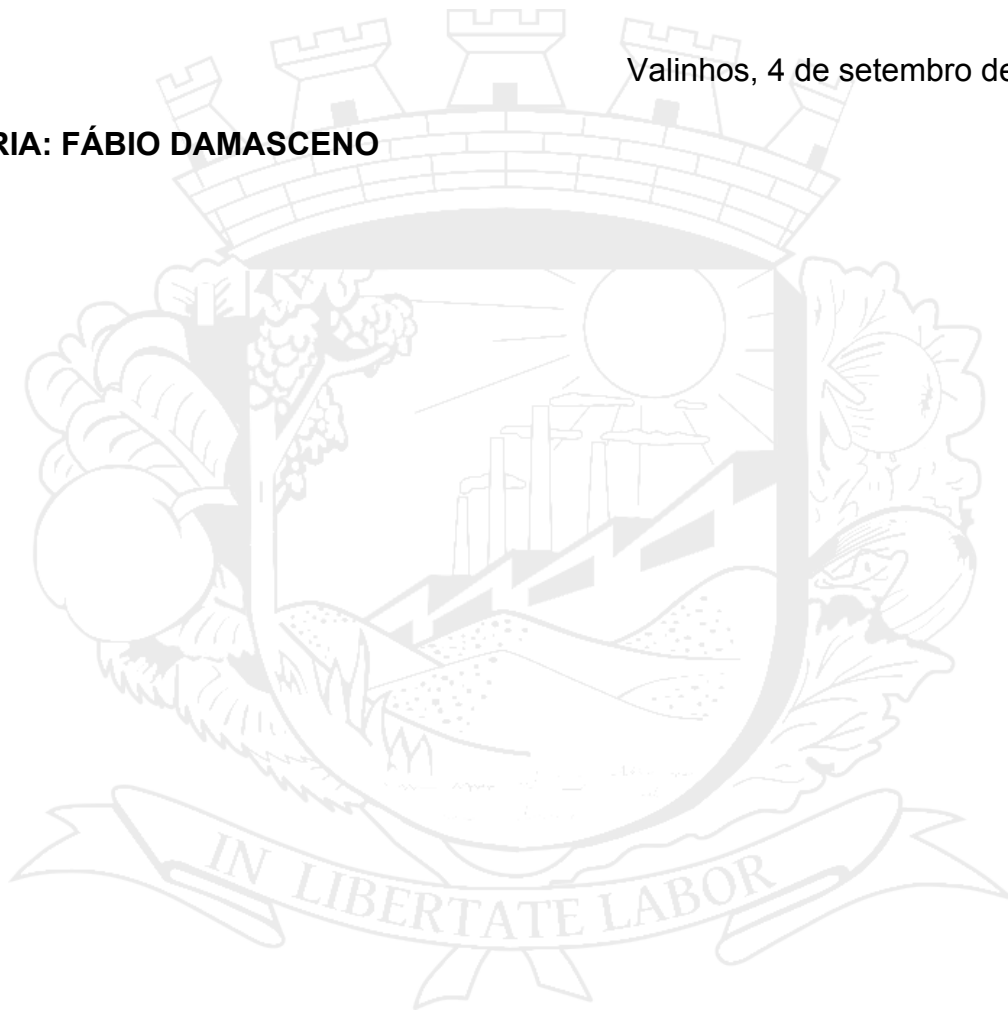 Valinhos, 4 de setembro de
RIA: FÁBIO DAMASCENO
IN LIBERTATE LABOR